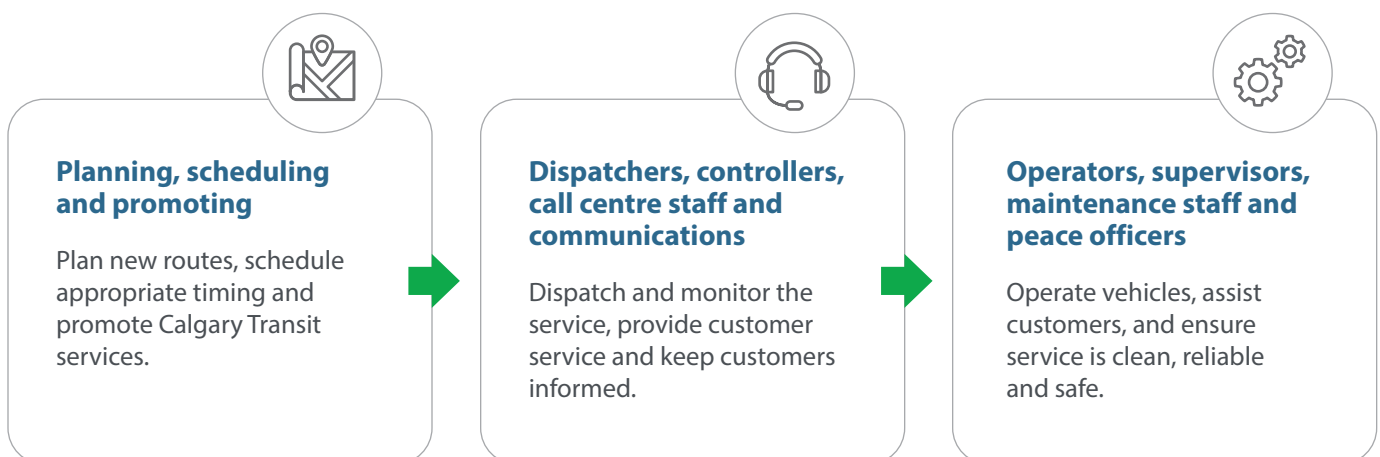 Planning, scheduling
and promoting
Plan new routes, schedule
appropriate timing and
promote Calgary Transit
services.
Dispatchers, controllers,
call centre staff and
communications
Dispatch and monitor the
service, provide customer
service and keep customers
informed.
Operators, supervisors,
maintenance staff and
peace officers
Operate vehicles, assist
customers, and ensure
service is clean, reliable
and safe.